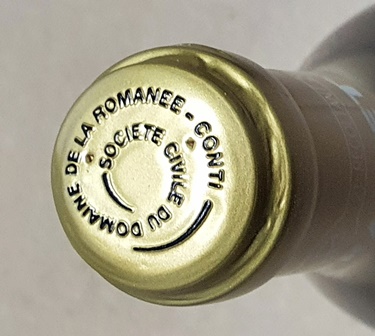 SOCIETE CIVILE DU DOMAINE DE LA ROMANEE - CONTI